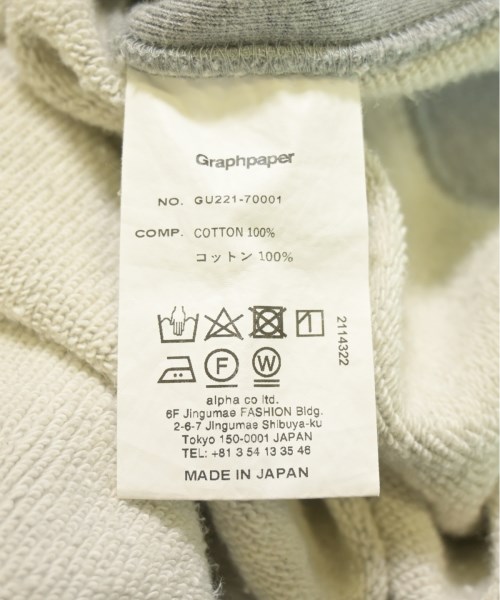 Graphpaper
NO. GU221-70001
COMP. COTTON 100%
コットン 100%
2114322
F W
alpha co ltd.
6F Jingumae FASHION Bldg.
2-6-7 Jingumae Shibuya-ku
Tokyo 150-0001 JAPAN
TEL: +81 3 54 13 35 46
MADE IN JAPAN